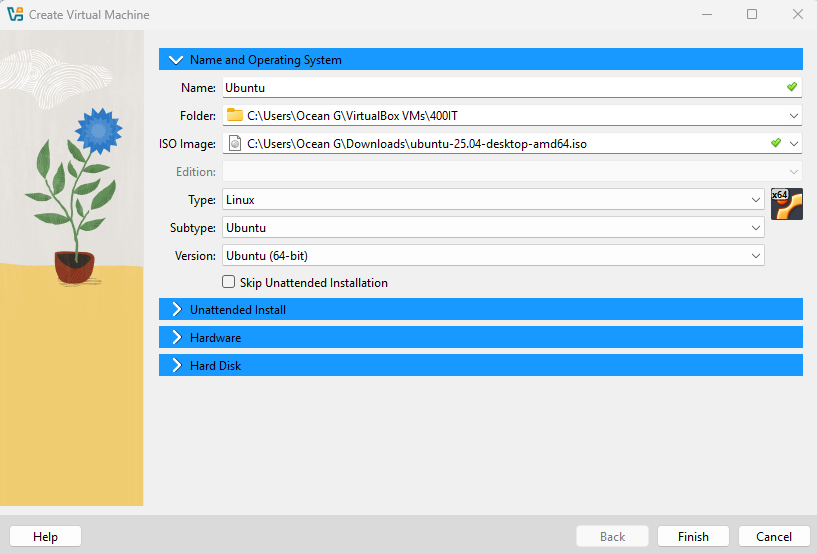 Create Virtual Machine
Name and Operating System
Name: Ubuntu
Folder: C:\Users\Ocean G\VirtualBox VMs\400IT
ISO Image: C:\Users\Ocean G\Downloads\ubuntu-25.04-desktop-amd64.iso
Edition:
Type: Linux
x64
Subtype: Ubuntu
Version: Ubuntu (64-bit)
Skip Unattended Installation
Unattended Install
Hardware
Hard Disk
Help Back Finish Cancel